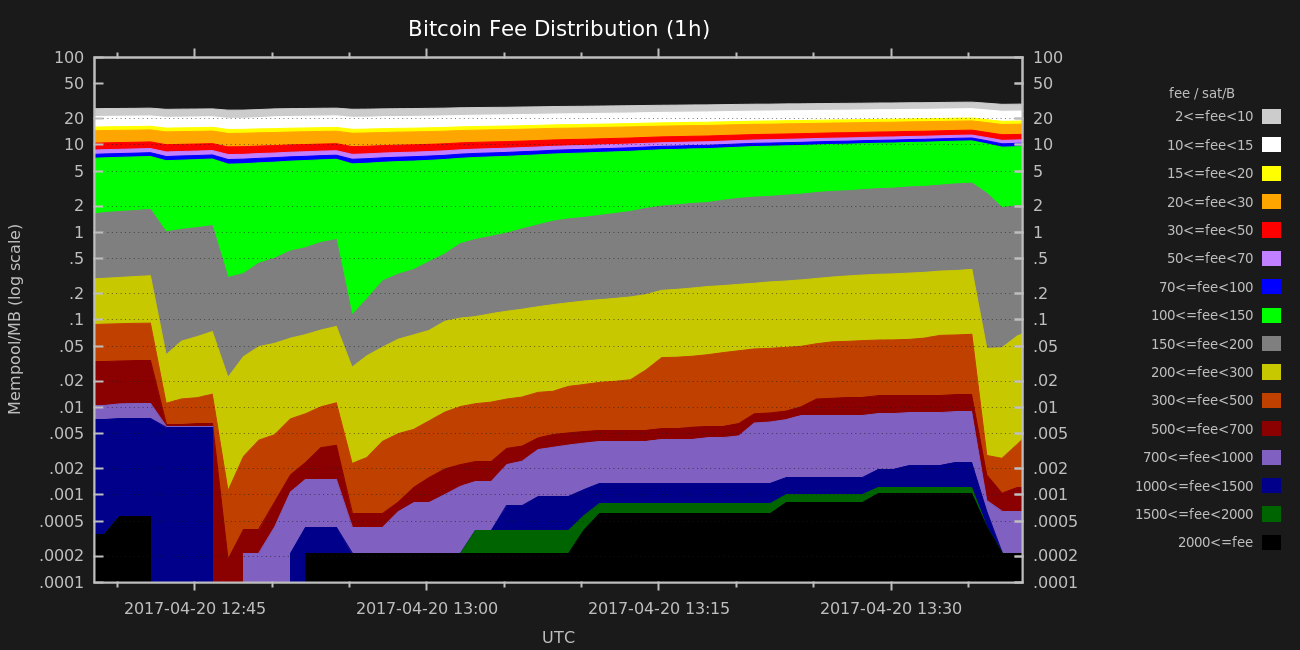 Bitcoin Fee Distribution (1h)
Mempool/MB (log scale)
100
50
20
10
5
2
1
.5
.2
.1
.05
.02
.01
.005
.002
.001
.0005
.0002
.0001
100
50
20
10
5
2
1
.5
.2
.1
.05
.02
.01
.005
.002
.001
.0005
.0002
.0001
2017-04-20 12:45
2017-04-20 13:00
2017-04-20 13:15
2017-04-20 13:30
UTC
fee / sat/B
2<=fee<10
10<=fee<15
15<=fee<20
20<=fee<30
30<=fee<50
50<=fee<70
70<=fee<100
100<=fee<150
150<=fee<200
200<=fee<300
300<=fee<500
500<=fee<700
700<=fee<1000
1000<=fee<1500
1500<=fee<2000
2000<=fee